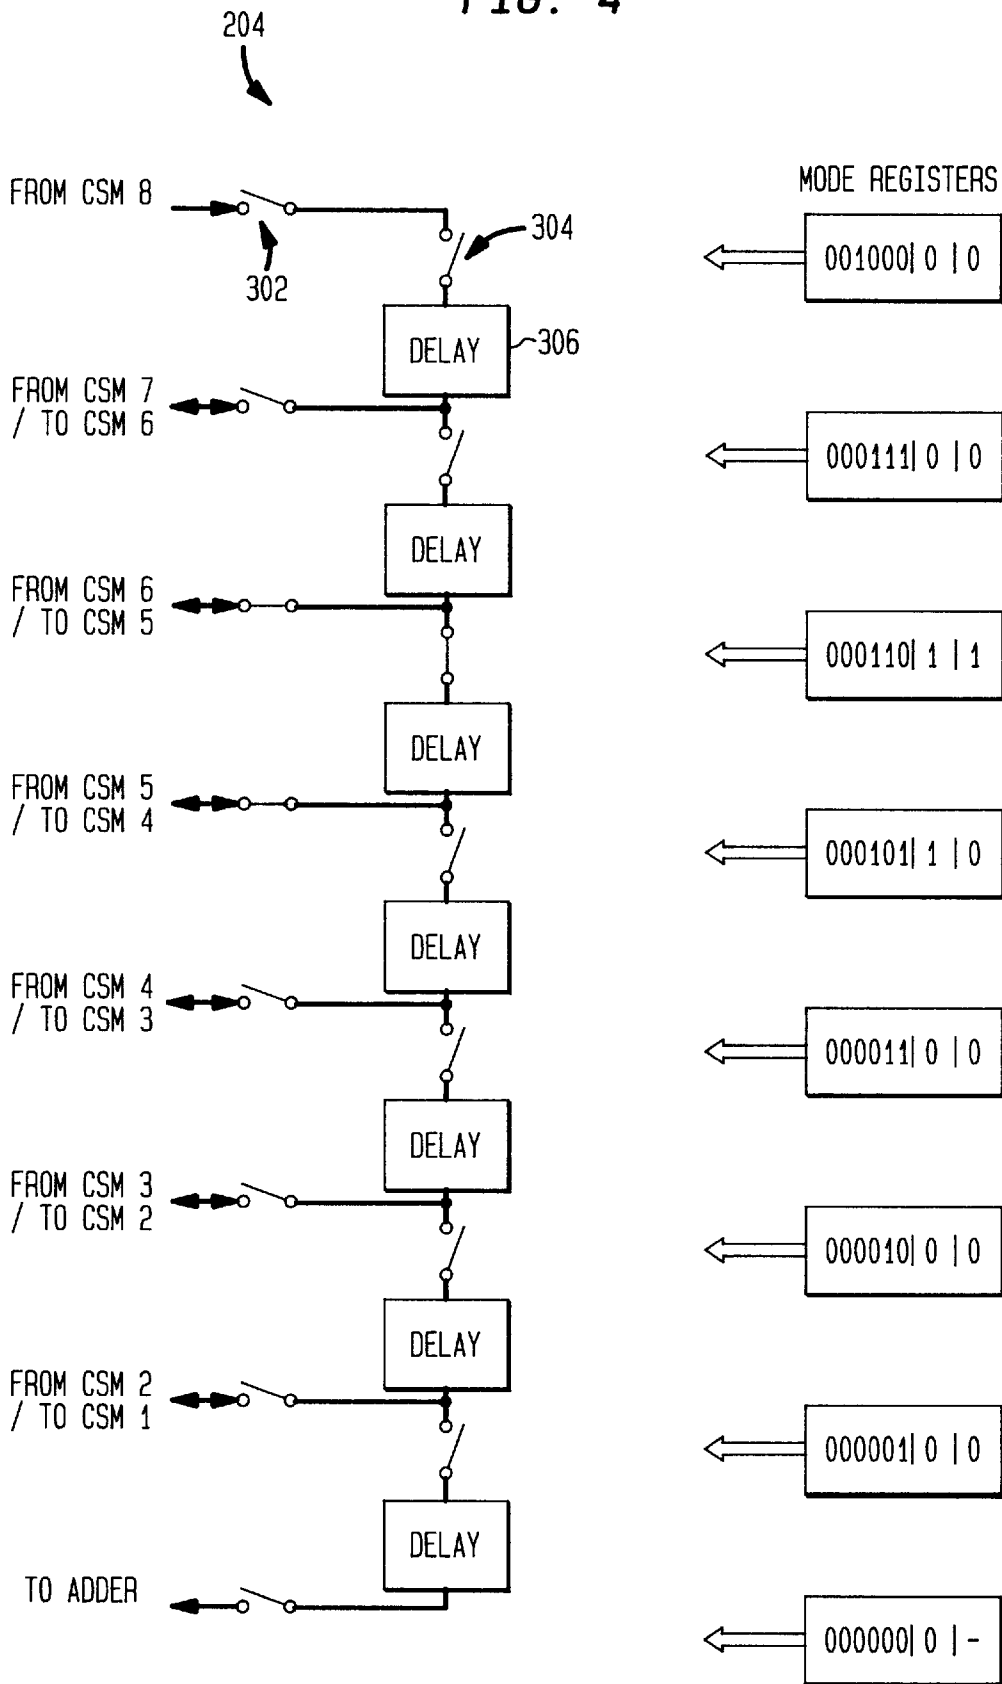 FIG. 4
204
FROM CSM 8
302
304
MODE REGISTERS
001000| 0 | 0
DELAY
306
FROM CSM 7
/ TO CSM 6
000111| 0 | 0
DELAY
FROM CSM 6
/ TO CSM 5
000110| 1 | 1
DELAY
FROM CSM 5
/ TO CSM 4
000101| 1 | 0
DELAY
FROM CSM 4
/ TO CSM 3
000011| 0 | 0
DELAY
FROM CSM 3
/ TO CSM 2
000010| 0 | 0
DELAY
FROM CSM 2
/ TO CSM 1
000001| 0 | 0
DELAY
TO ADDER
000000| 0 | -